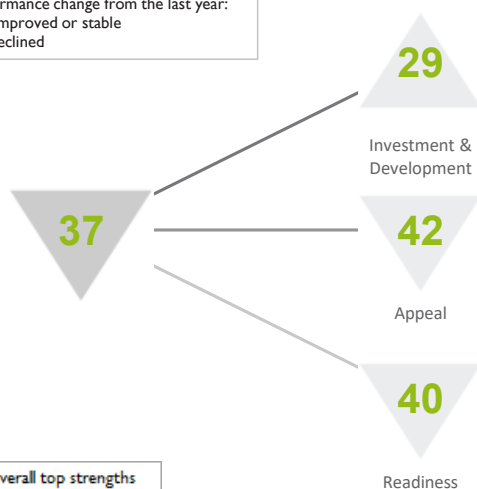 rmance change from the last year:
mproved or stable
eclined
29
Investment &
Development
37
42
Appeal
40
Readiness
verall top strengths